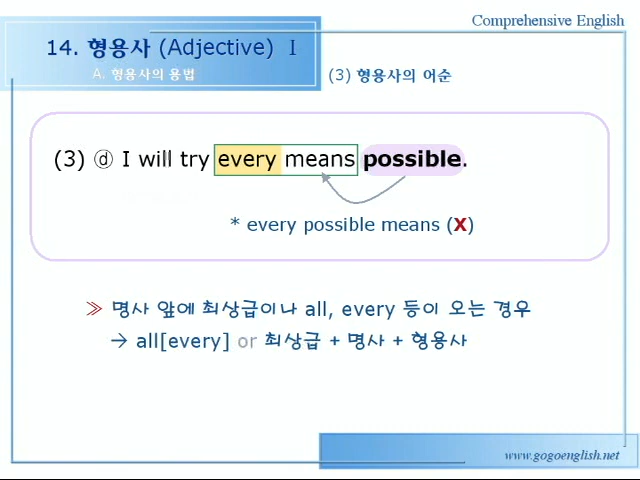 Comprehensive English
14. 형용사 (Adjective) Ⅰ
A. 형용사의 용법
(3) 형용사의 어순
(3) ⓓ I will try every means possible.
* every possible means (X)
≫ 명사 앞에 최상급이나 all, every 등이 오는 경우
→ all[every] or 최상급 + 명사 + 형용사
www.gogoenglish.net